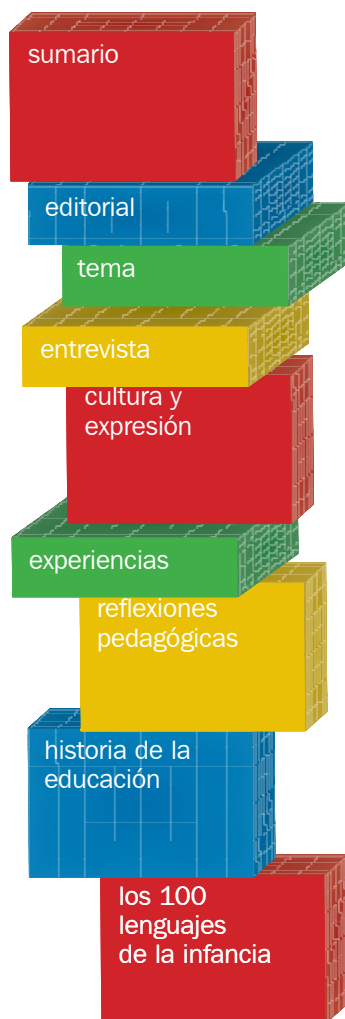 sumario
editorial
tema
entrevista
cultura y
expresión
experiencias
reflexiones
pedagógicas
historia de la
educación
los 100
lenguajes
de la infancia